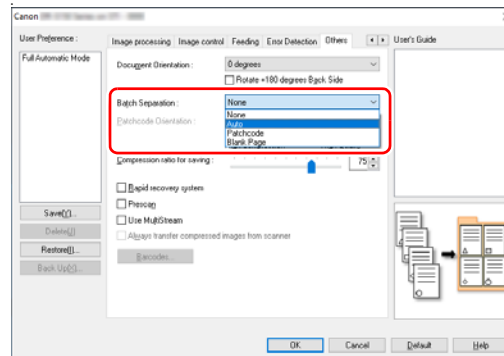 Canon
User Preference :
Full Automatic Mode
Save(Y)...
Delete(J)
Restore(L)...
Back Up(X)...
Image processing Image control Feeding Error Detection Others
Document Orientation : 0 degrees
Rotate +180 degrees Back Side
Batch Separation : None
None
Auto
Patchcode
Blank Page
Patchcode Orientation :
Compression ratio for saving : 75
Rapid recovery system
Prescan
Use MultiStream
Always transfer compressed images from scanner
Barcodes...
User's Guide
OK Cancel Default Help